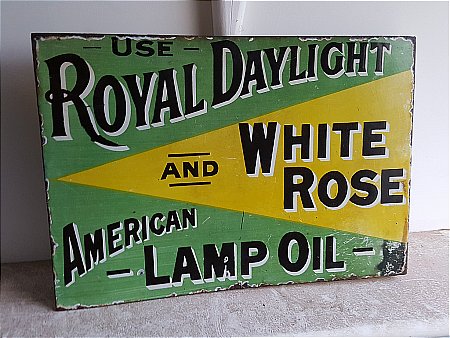 - USE -
ROYAL DAYLIGHT
AND
WHITE
ROSE
AMERICAN
- LAMP OIL -